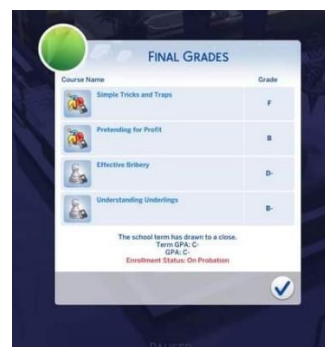 FINAL GRADES
Course Name Grade
Simple Tricks and Traps F
Pretending for Profit B
Effective Bribery D-
Understanding Underlings B-
The school term has drawn to a close.
Term GPA: C-
GPA: C-
Enrollment Status: On Probation
PAUSED